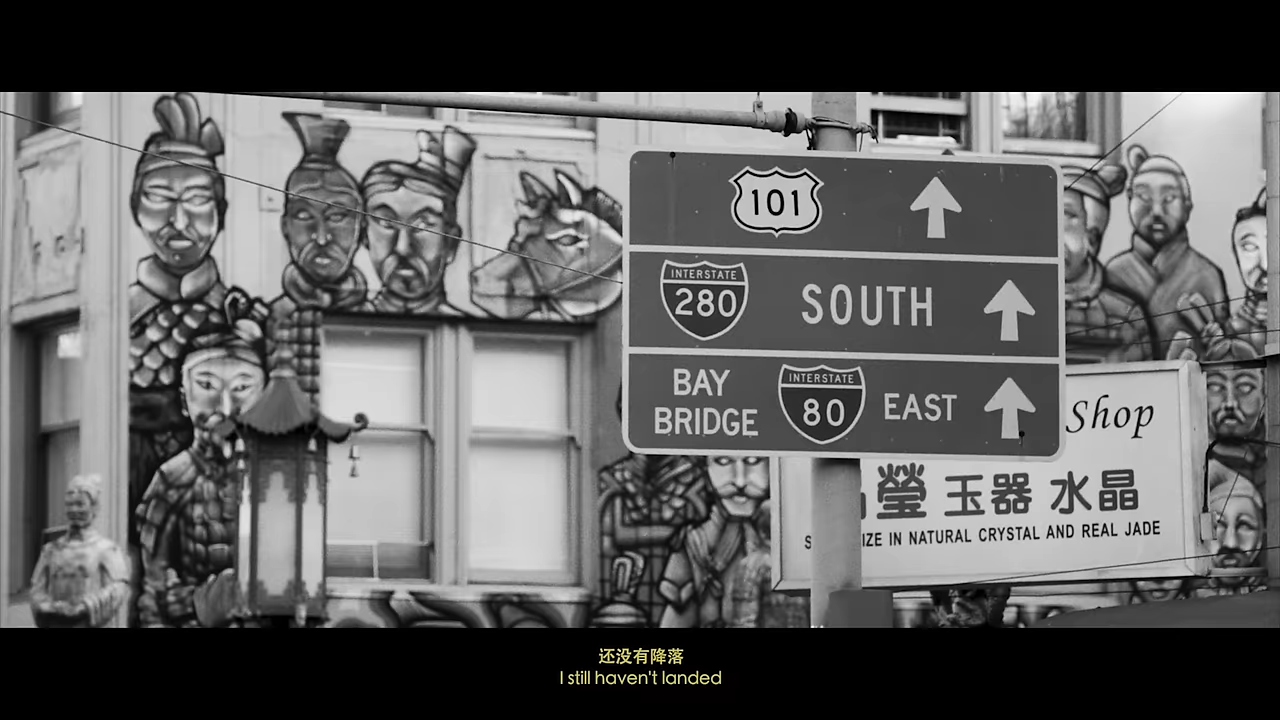 101
INTERSTATE
280
SOUTH
BAY
BRIDGE
INTERSTATE
80
EAST
Shop
瑩 玉器 水晶
IN NATURAL CRYSTAL AND REAL JADE
还没有降落
I still haven't landed